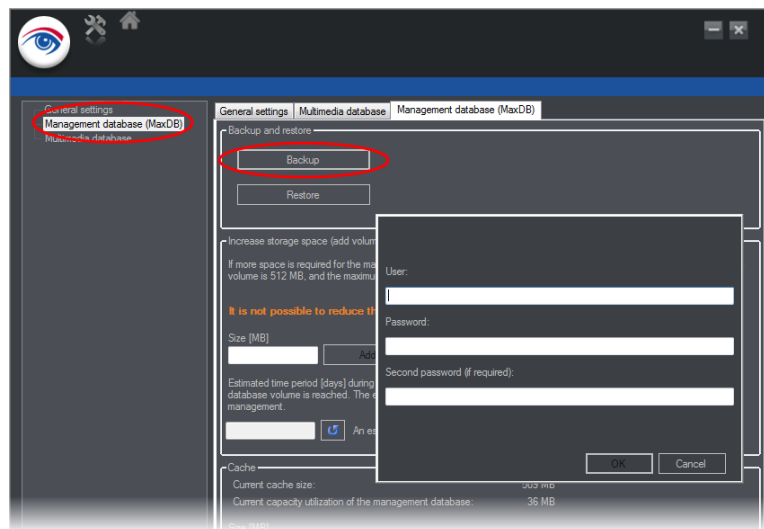 General settings
Management database (MaxDB)
Multimedia database
General settings Multimedia database Management database (MaxDB)
Backup and restore
Backup
Restore
Increase storage space (add volum
If more space is required for the ma
volume is 512 MB, and the maximu
It is not possible to reduce th
Size [MB]
Add
Estimated time period [days] during
database volume is reached. The e
management.
An es
User:
Password:
Second password (if required):
OK Cancel
Cache
Current cache size: 509 MB
Current capacity utilization of the management database: 36 MB
Size [MB]